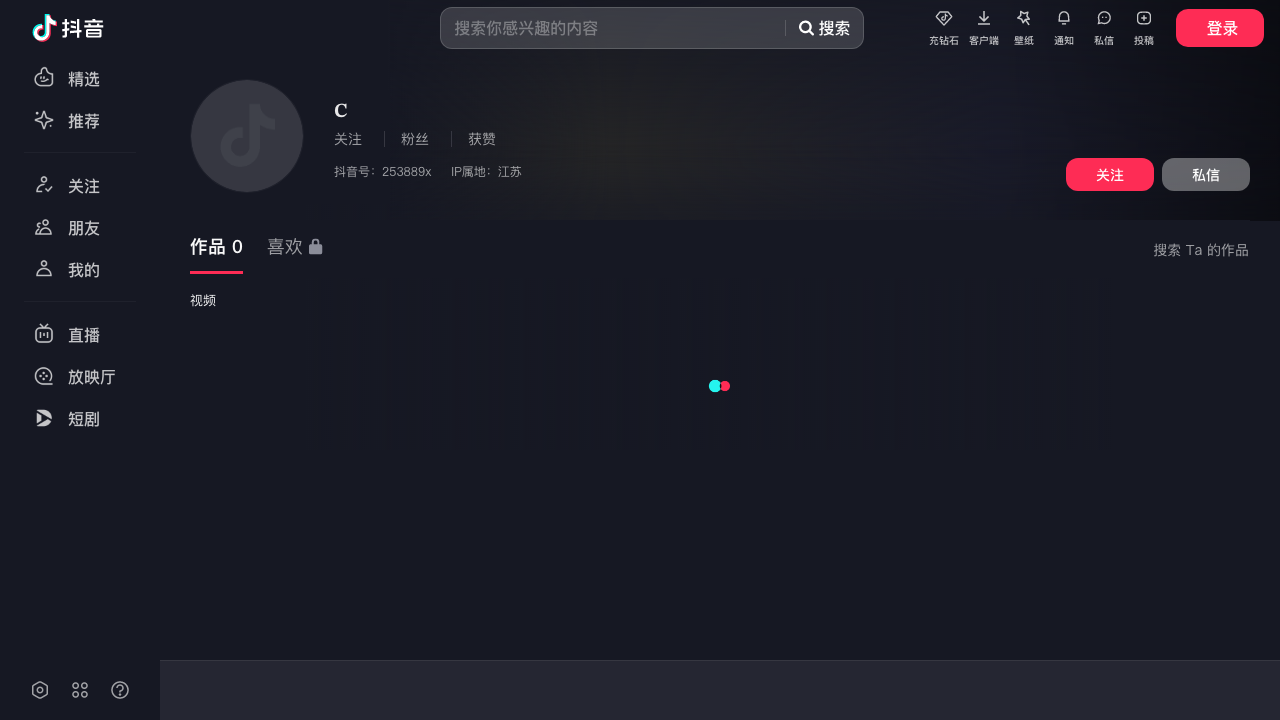 抖音
搜索你感兴趣的内容
搜索
充钻石
客户端
壁纸
通知
私信
投稿
登录
精选
推荐
关注
朋友
我的
直播
放映厅
短剧
C
关注
粉丝
获赞
抖音号：253889x
IP属地：江苏
关注
私信
作品 0
喜欢
搜索 Ta 的作品
视频